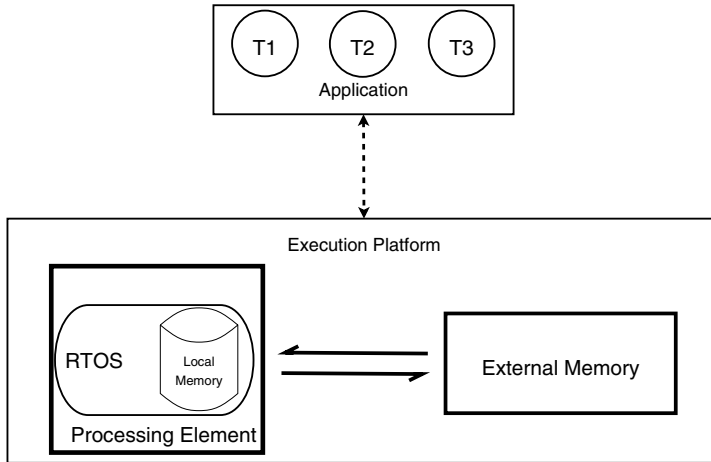 T1
T2
T3
Application
Execution Platform
RTOS
Local
Memory
Processing Element
External Memory